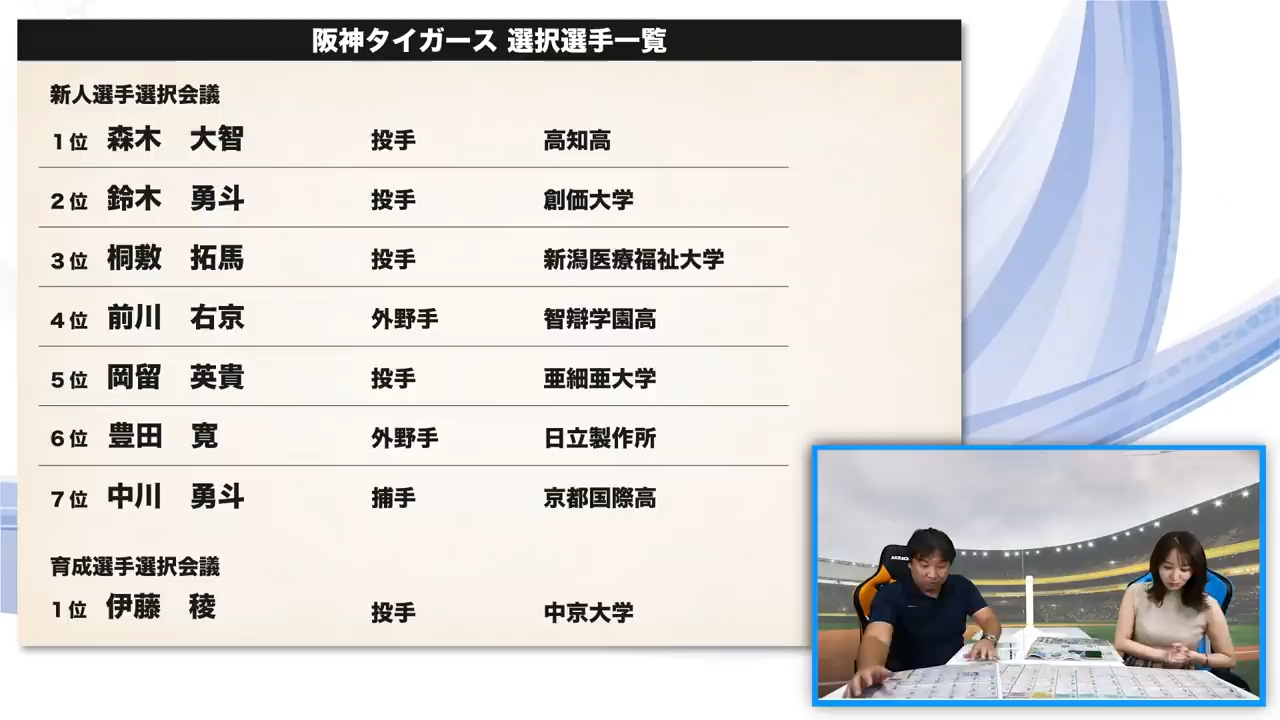 阪神タイガース 選択選手一覧
新人選手選択会議
1位 森木 大智 投手 高知高
2位 鈴木 勇斗 投手 創価大学
3位 桐敷 拓馬 投手 新潟医療福祉大学
4位 前川 右京 外野手 智辯学園高
5位 岡留 英貴 投手 亜細亜大学
6位 豊田 寛 外野手 日立製作所
7位 中川 勇斗 捕手 京都国際高
育成選手選択会議
1位 伊藤 稜 投手 中京大学
AKRACING